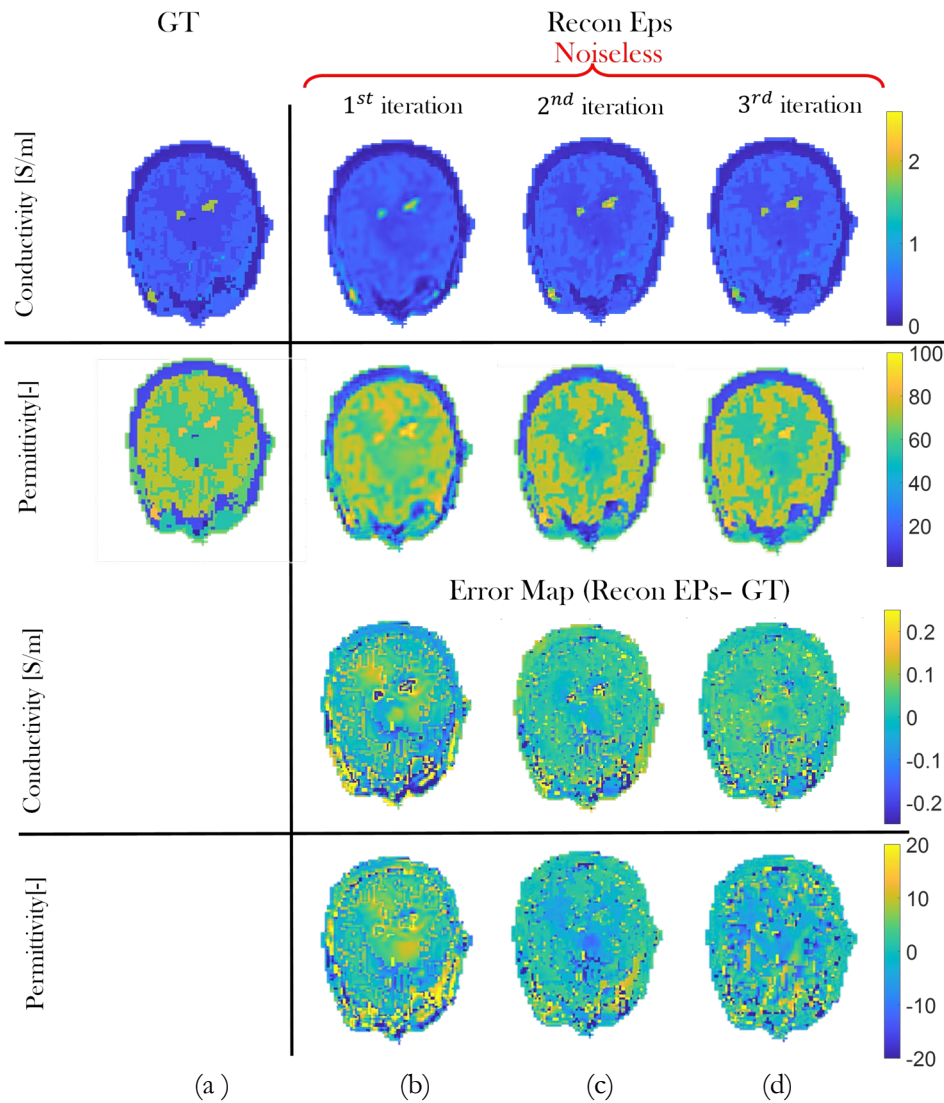 GT
Recon Eps
Noiseless
1st iteration
2nd iteration
3rd iteration
Conductivity [S/m]
2
1
0
Permittivity[-]
100
80
60
40
20
Error Map (Recon EPs– GT)
Conductivity [S/m]
0.2
0.1
0
-0.1
-0.2
Permittivity[-]
20
10
0
-10
-20
(a )
(b)
(c)
(d)